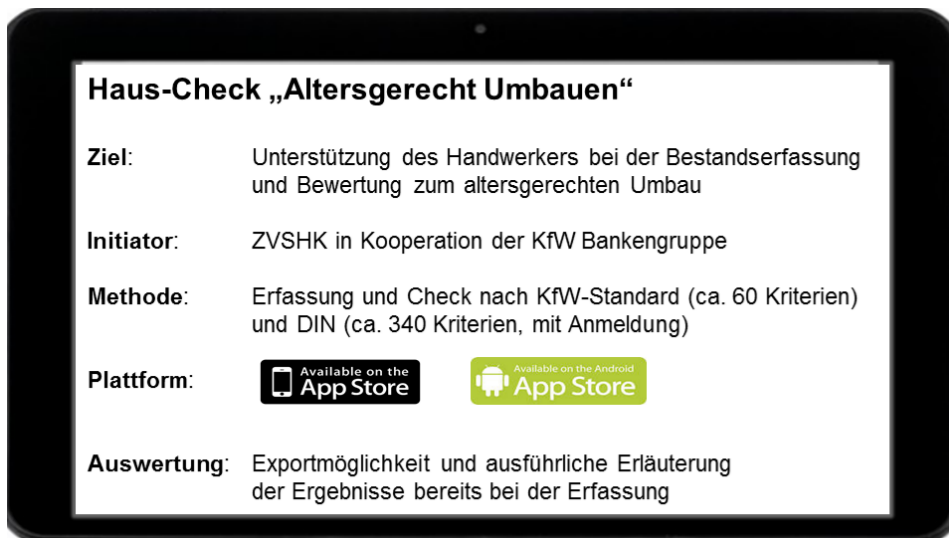 Haus-Check „Altersgerecht Umbauen“
Ziel: Unterstützung des Handwerkers bei der Bestandserfassung
und Bewertung zum altersgerechten Umbau
Initiator: ZVSHK in Kooperation der KfW Bankengruppe
Methode: Erfassung und Check nach KfW-Standard (ca. 60 Kriterien)
und DIN (ca. 340 Kriterien, mit Anmeldung)
Plattform:
Available on the
App Store
Available on the Android
App Store
Auswertung: Exportmöglichkeit und ausführliche Erläuterung
der Ergebnisse bereits bei der Erfassung